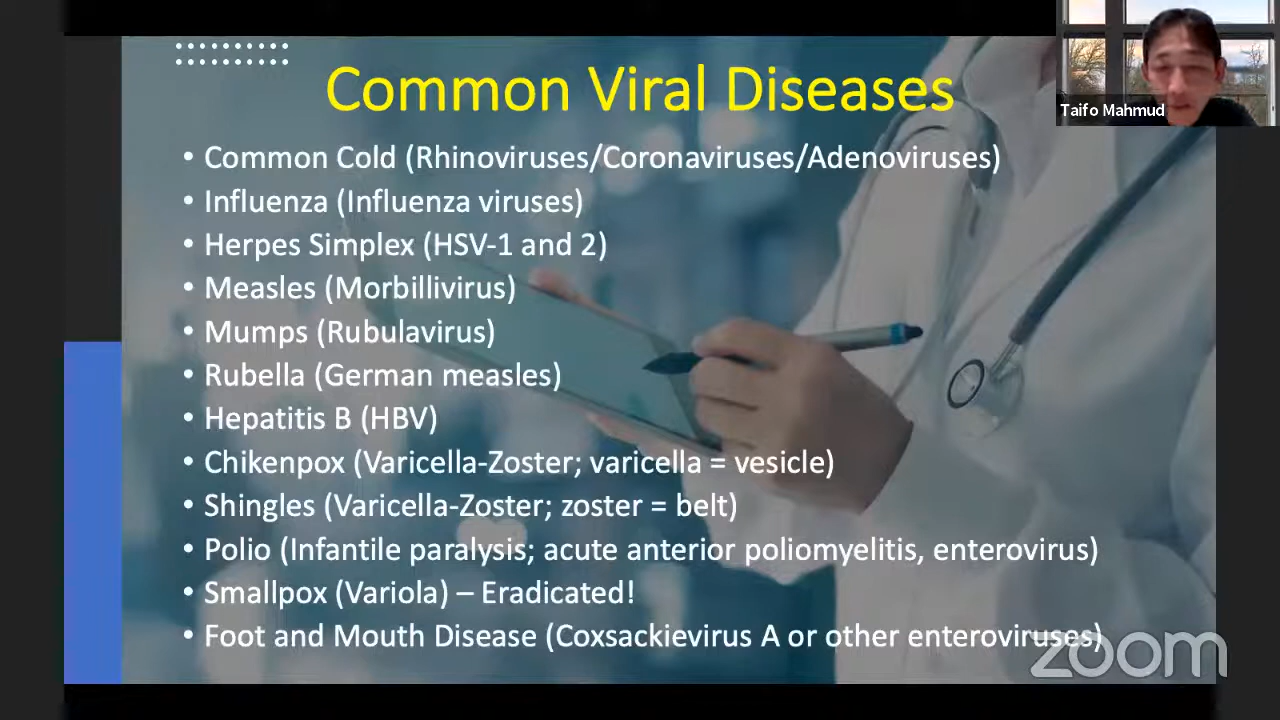 Common Viral Diseases
Taifo Mahmud
• Common Cold (Rhinoviruses/Coronaviruses/Adenoviruses)
• Influenza (Influenza viruses)
• Herpes Simplex (HSV-1 and 2)
• Measles (Morbillivirus)
• Mumps (Rubulavirus)
• Rubella (German measles)
• Hepatitis B (HBV)
• Chikenpox (Varicella-Zoster; varicella = vesicle)
• Shingles (Varicella-Zoster; zoster = belt)
• Polio (Infantile paralysis; acute anterior poliomyelitis, enterovirus)
• Smallpox (Variola) – Eradicated!
• Foot and Mouth Disease (Coxsackievirus A or other enteroviruses)
zoom